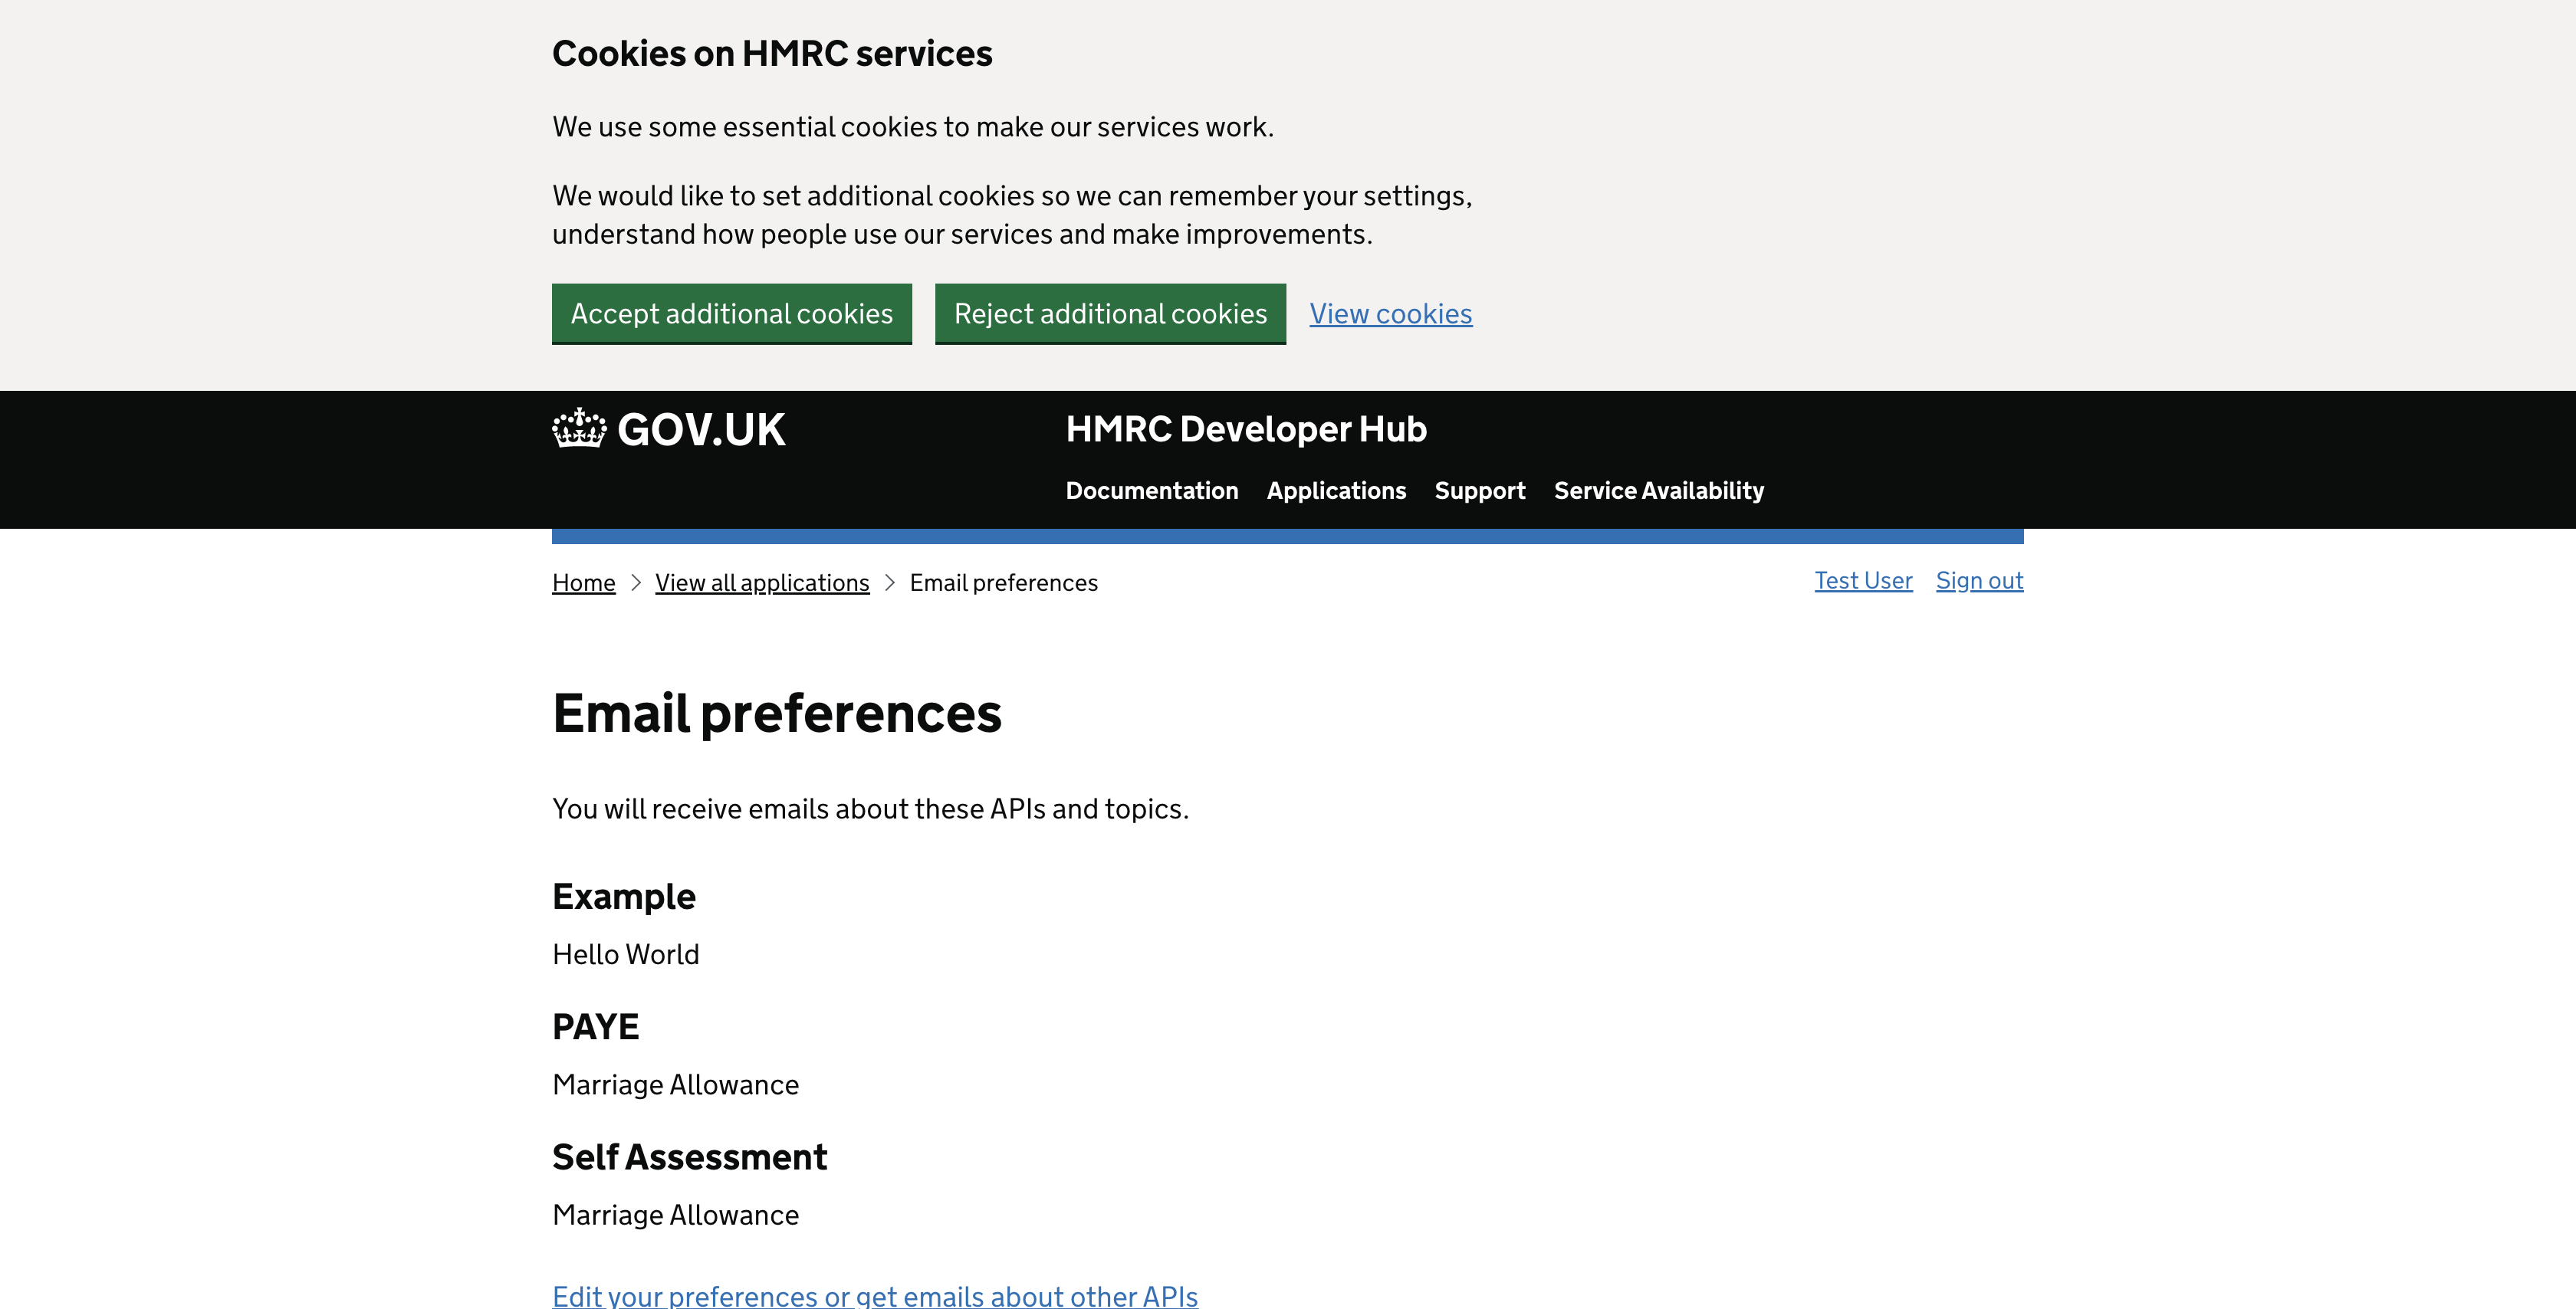 Cookies on HMRC services
We use some essential cookies to make our services work.
We would like to set additional cookies so we can remember your settings,
understand how people use our services and make improvements.
Accept additional cookies
Reject additional cookies
View cookies
GOV.UK
HMRC Developer Hub
Documentation
Applications
Support
Service Availability
Home
View all applications
Email preferences
Test User
Sign out
Email preferences
You will receive emails about these APIs and topics.
Example
Hello World
PAYE
Marriage Allowance
Self Assessment
Marriage Allowance
Edit your preferences or get emails about other APIs